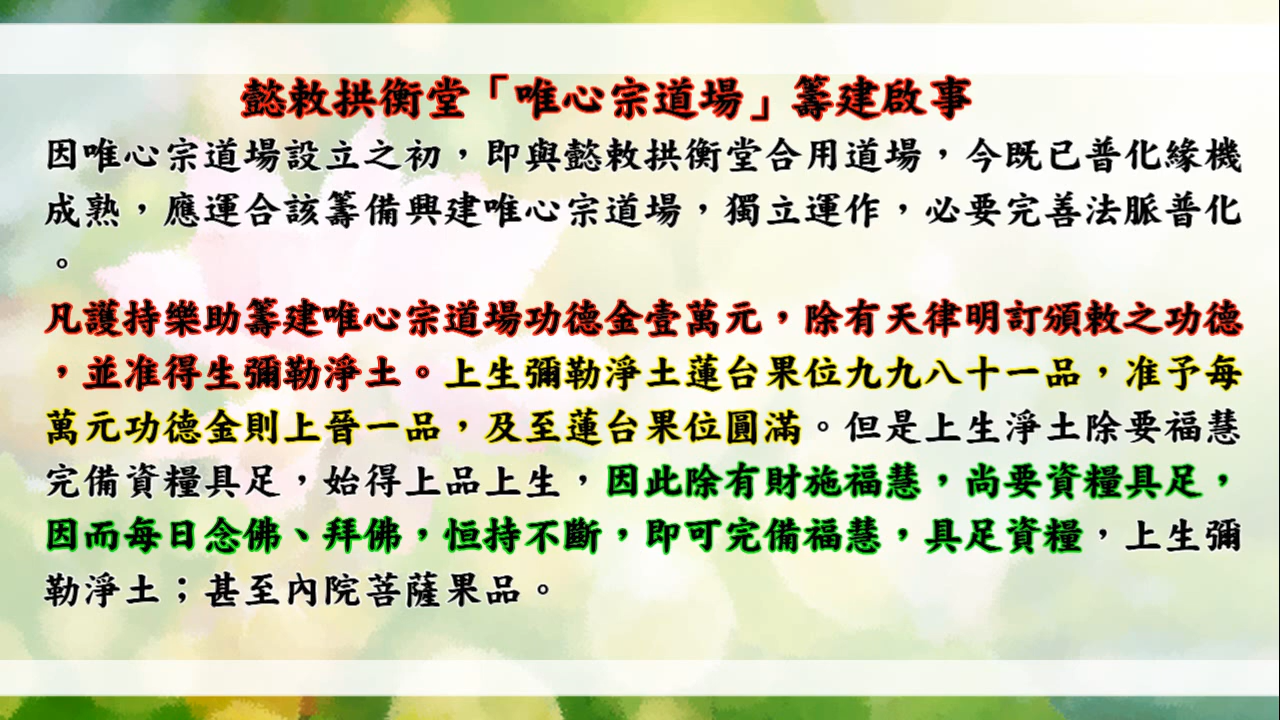 懿敕拱衡堂「唯心宗道場」籌建啟事
因唯心宗道場設立之初，即與懿敕拱衡堂合用道場，今既已普化緣機
成熟，應運合該籌備興建唯心宗道場，獨立運作，必要完善法脈普化
。
凡護持樂助籌建唯心宗道場功德金壹萬元，除有天律明訂頒敕之功德
，並准得生彌勒淨土。上生彌勒淨土蓮台果位九九八十一品，准予每
萬元功德金則上晉一品，及至蓮台果位圓滿。但是上生淨土除要福慧
完備資糧具足，始得上品上生，因此除有財施福慧，尚要資糧具足，
因而每日念佛、拜佛，恒持不斷，即可完備福慧，具足資糧，上生彌
勒淨土；甚至內院菩薩果品。